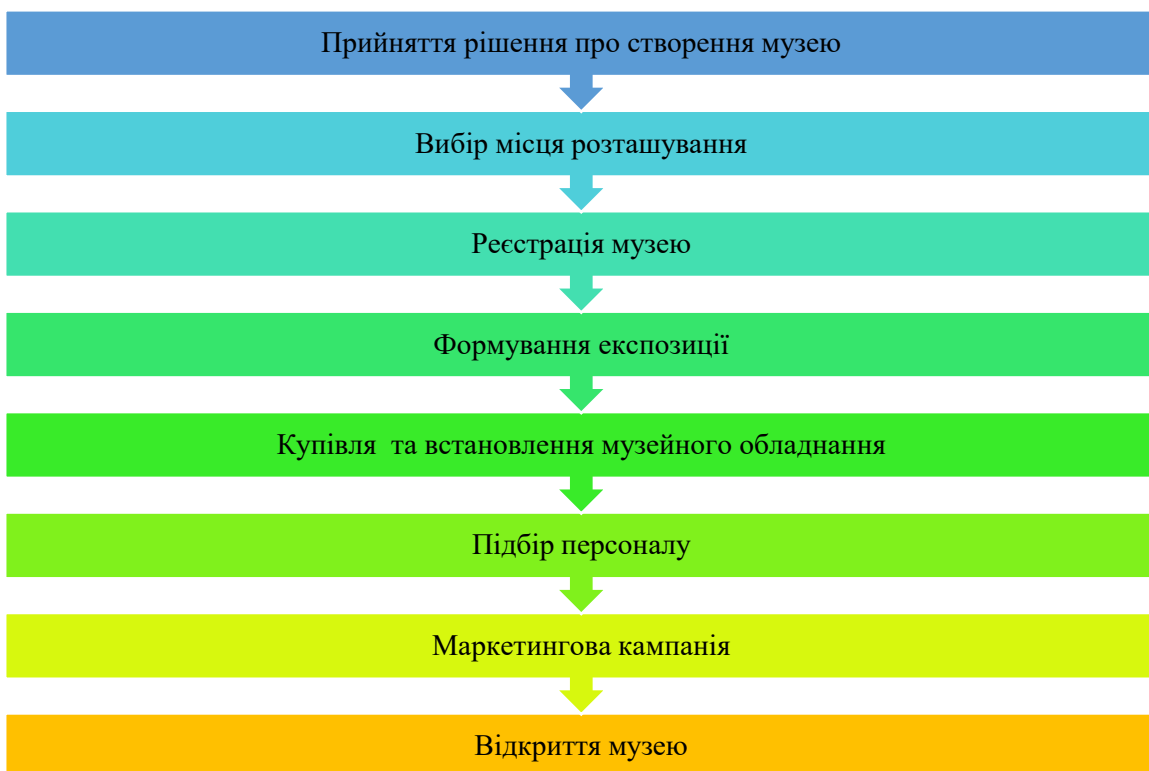 Прийняття рішення про створення музею
Вибір місця розташування
Реєстрація музею
Формування експозиції
Купівля  та встановлення музейного обладнання
Підбір персоналу
Маркетингова кампанія
Відкриття музею